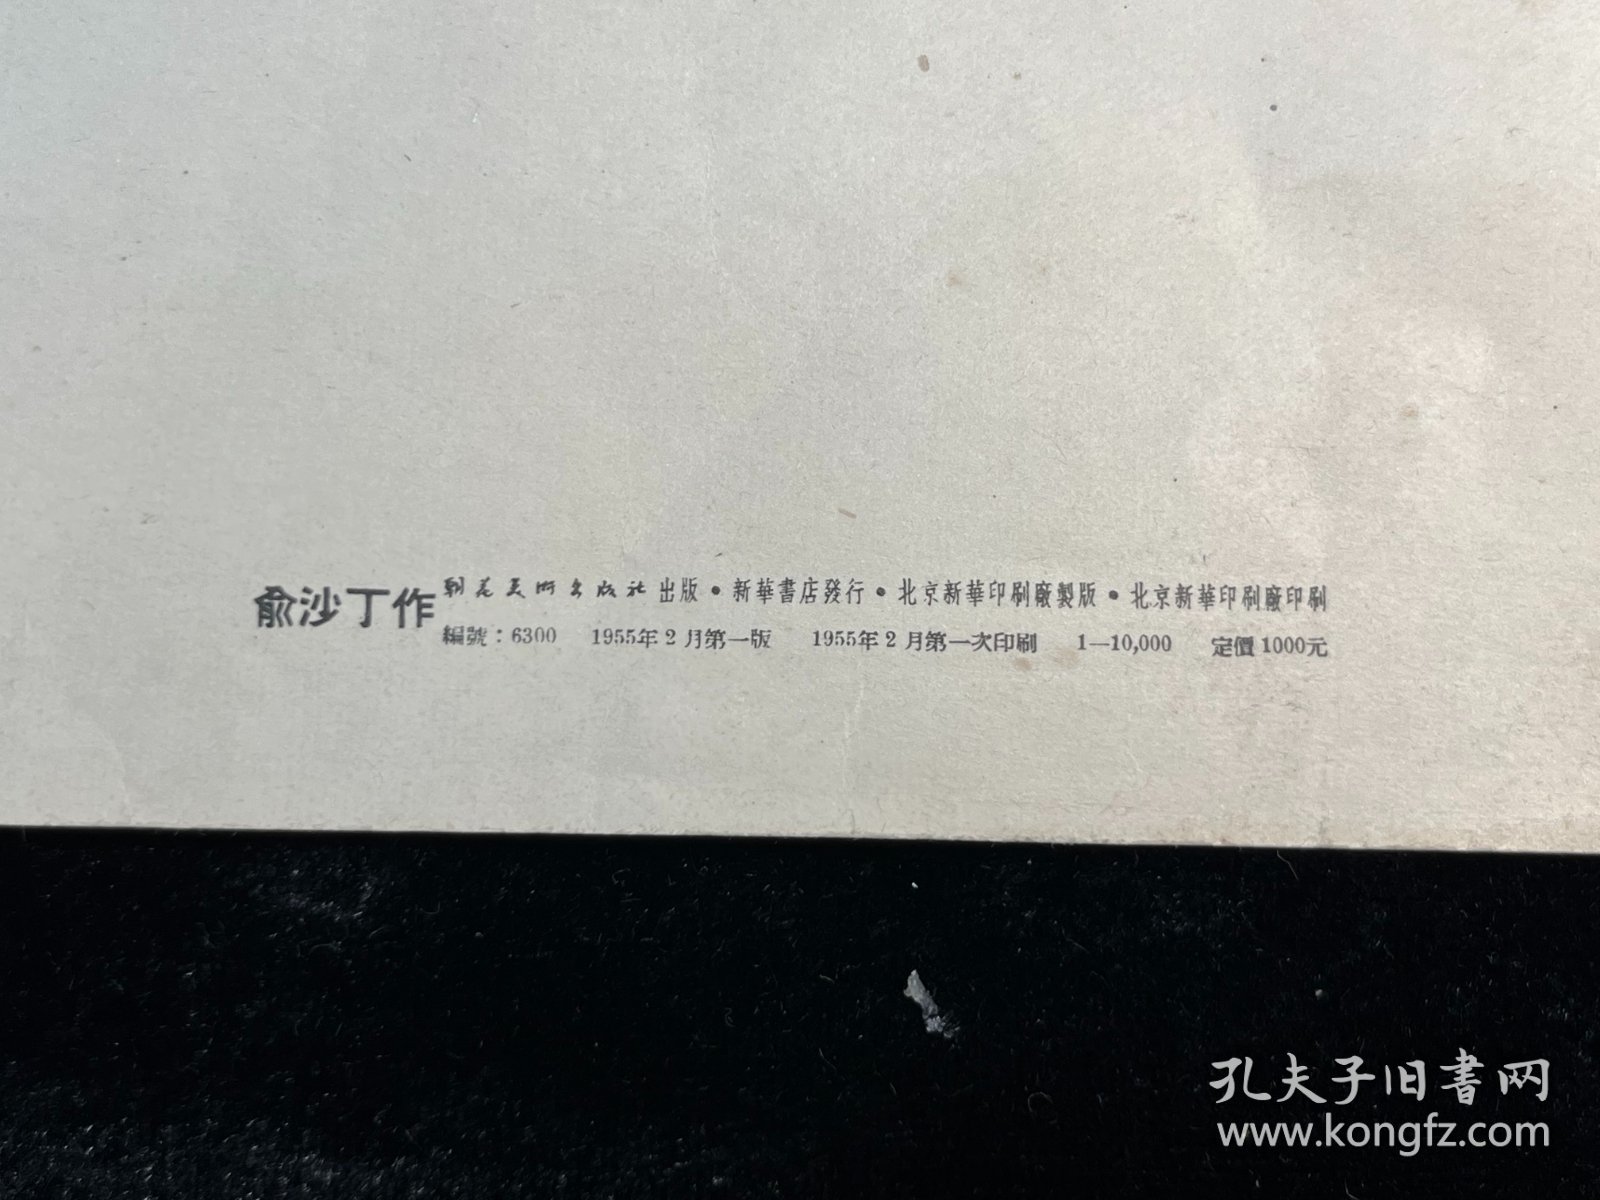 俞沙丁作
朝花美術出版社出版•新華書店發行•北京新華印刷廠製版•北京新華印刷廠印刷
編號：6300 1955年2月第一版 1955年2月第一次印刷 1—10,000 定價1000元
孔夫子旧書网
www.kongfz.com